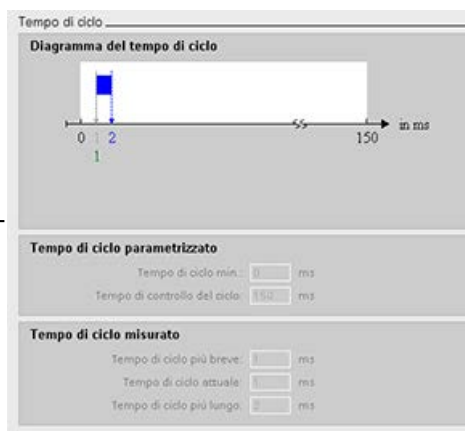 Tempo di ciclo
Diagramma del tempo di ciclo
0 1 2 150 in ms
1
Tempo di ciclo parametrizzato
Tempo di ciclo min.: 0 ms
Tempo di controllo del ciclo: 150 ms
Tempo di ciclo misurato
Tempo di ciclo più breve: 1 ms
Tempo di ciclo attuale: 1 ms
Tempo di ciclo più lungo: 2 ms